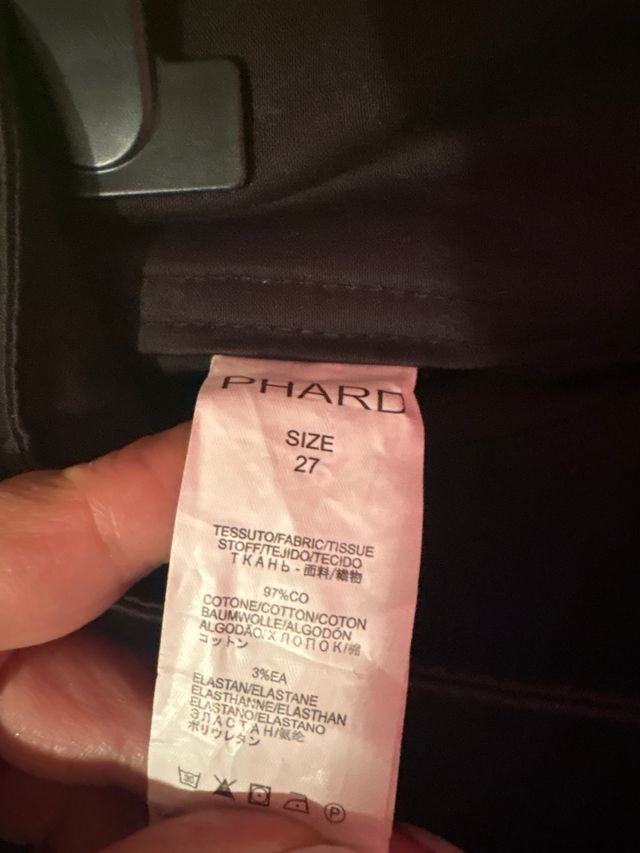 PHARD
SIZE
27
TESSUTO/FABRIC/TISSUE
STOFF/TEJIDO/TECIDO
ТКАНЬ - 面料/織物
97%CO
COTONE/COTTON/COTON
BAUMWOLLE/ALGODÓN
ALGODÃO/ХЛОПОК/棉
コットン
3%EA
ELASTAN/ELASTANE
ELASTHANNE/ELASTHAN
ELASTANO/ELASTANO
ЭЛАСТАН/氨纶
ポリウレタン
30
P